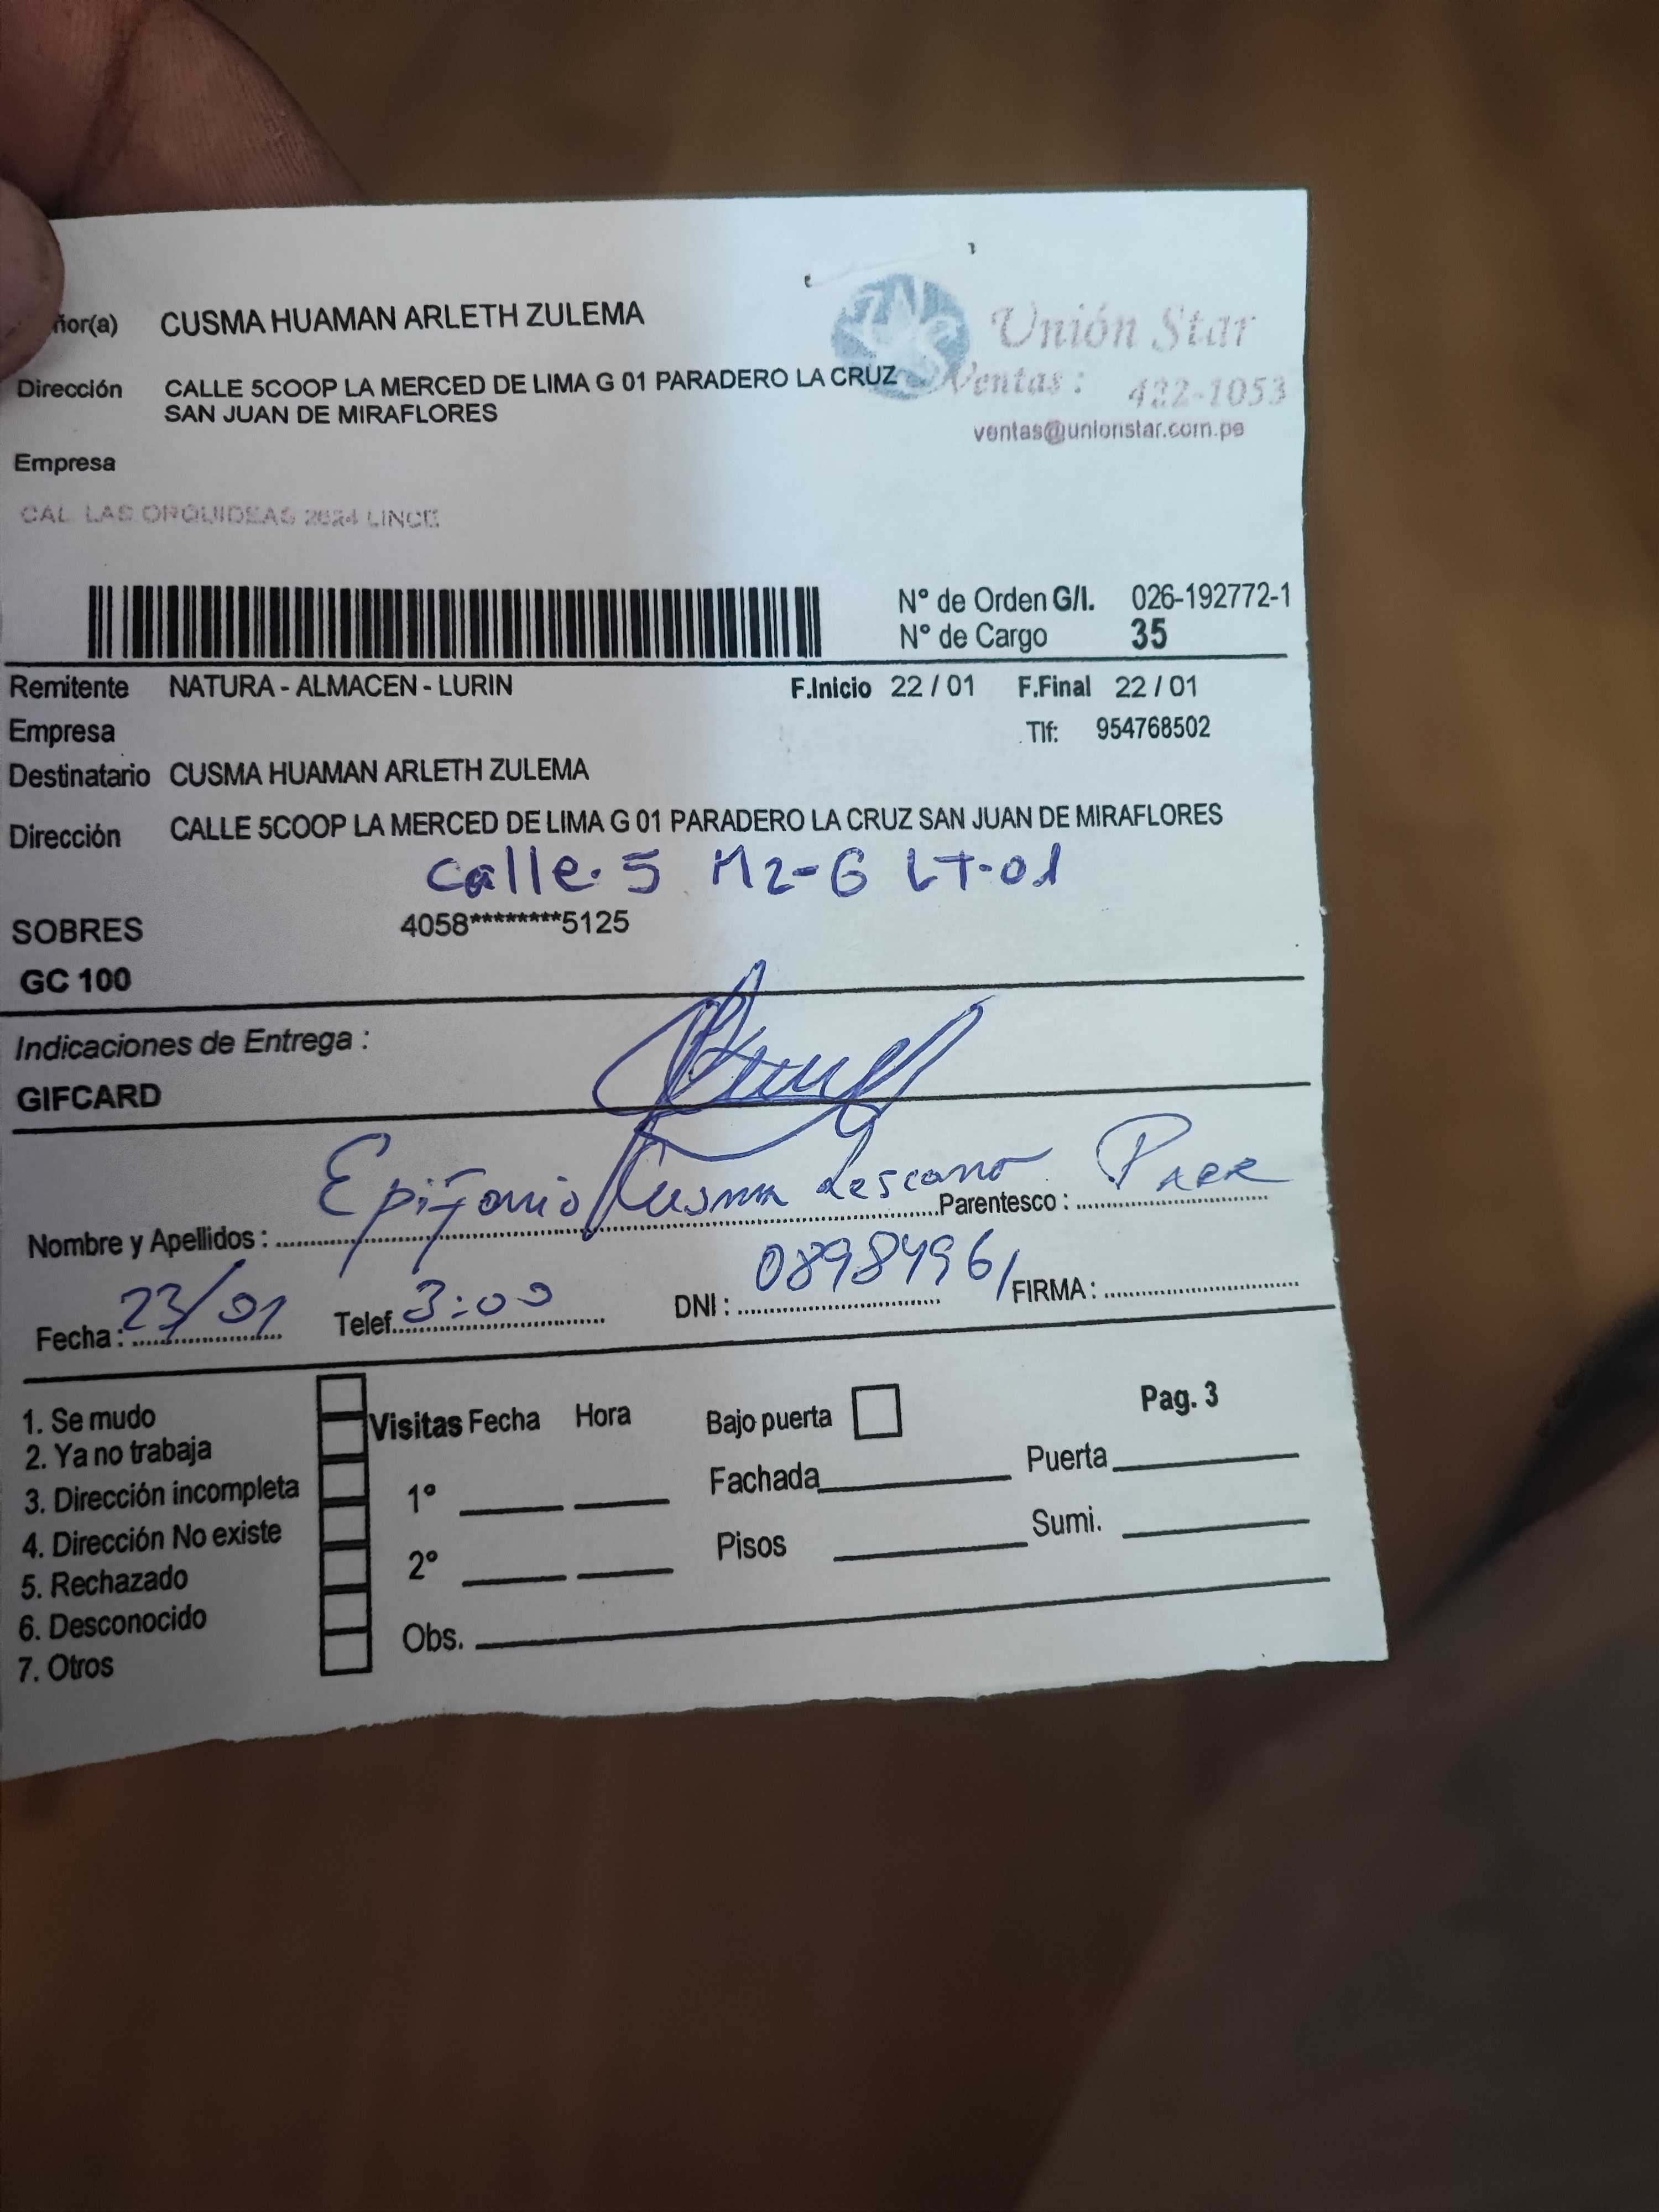 ñor(a) CUSMA HUAMAN ARLETH ZULEMA
Unión Star
Dirección CALLE 5COOP LA MERCED DE LIMA G 01 PARADERO LA CRUZ
SAN JUAN DE MIRAFLORES
Ventas : 422-1053
ventas@unionstar.com.pe
Empresa
CAL. LAS ORQUIDEAS 2624 LINCE
N° de Orden G/I. 026-192772-1
N° de Cargo 35
Remitente NATURA - ALMACEN - LURIN F.Inicio 22 / 01 F.Final 22 / 01
Empresa Tlf: 954768502
Destinatario CUSMA HUAMAN ARLETH ZULEMA
Dirección CALLE 5COOP LA MERCED DE LIMA G 01 PARADERO LA CRUZ SAN JUAN DE MIRAFLORES
Calle. 5 Mz-G LT-01
SOBRES 4058********5125
GC 100
Indicaciones de Entrega :
GIFCARD
Nombre y Apellidos : Epifanio Cusma Lescano Parentesco :
Fecha : 23/01 Telef. 3:00 DNI : 08984961 FIRMA :
1. Se mudo
2. Ya no trabaja
3. Dirección incompleta
4. Dirección No existe
5. Rechazado
6. Desconocido
7. Otros
Visitas Fecha Hora
1°
2°
Obs.
Bajo puerta
Fachada
Pisos
Pag. 3
Puerta
Sumi.